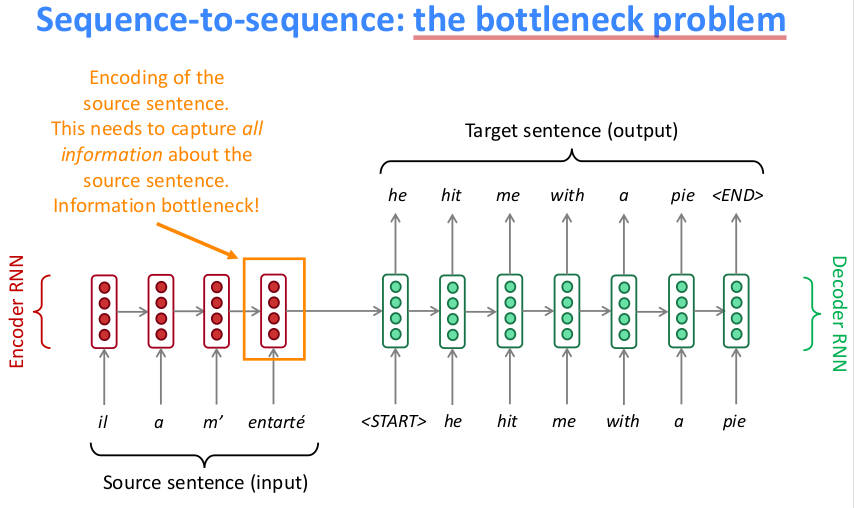 Sequence-to-sequence: the bottleneck problem
Encoding of the
source sentence.
This needs to capture all
information about the
source sentence.
Information bottleneck!
Target sentence (output)
he hit me with a pie <END>
Encoder RNN
Decoder RNN
il a m’ entarté
<START> he hit me with a pie
Source sentence (input)